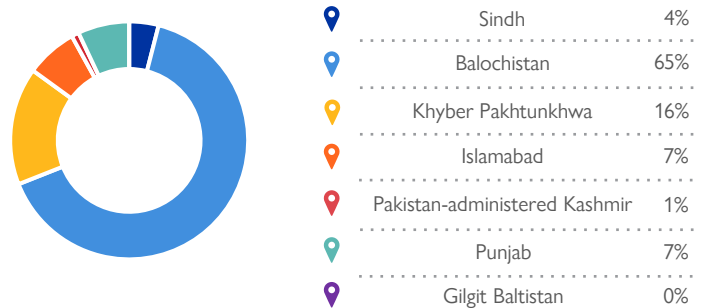 Sindh 4%
Balochistan 65%
Khyber Pakhtunkhwa 16%
Islamabad 7%
Pakistan-administered Kashmir 1%
Punjab 7%
Gilgit Baltistan 0%